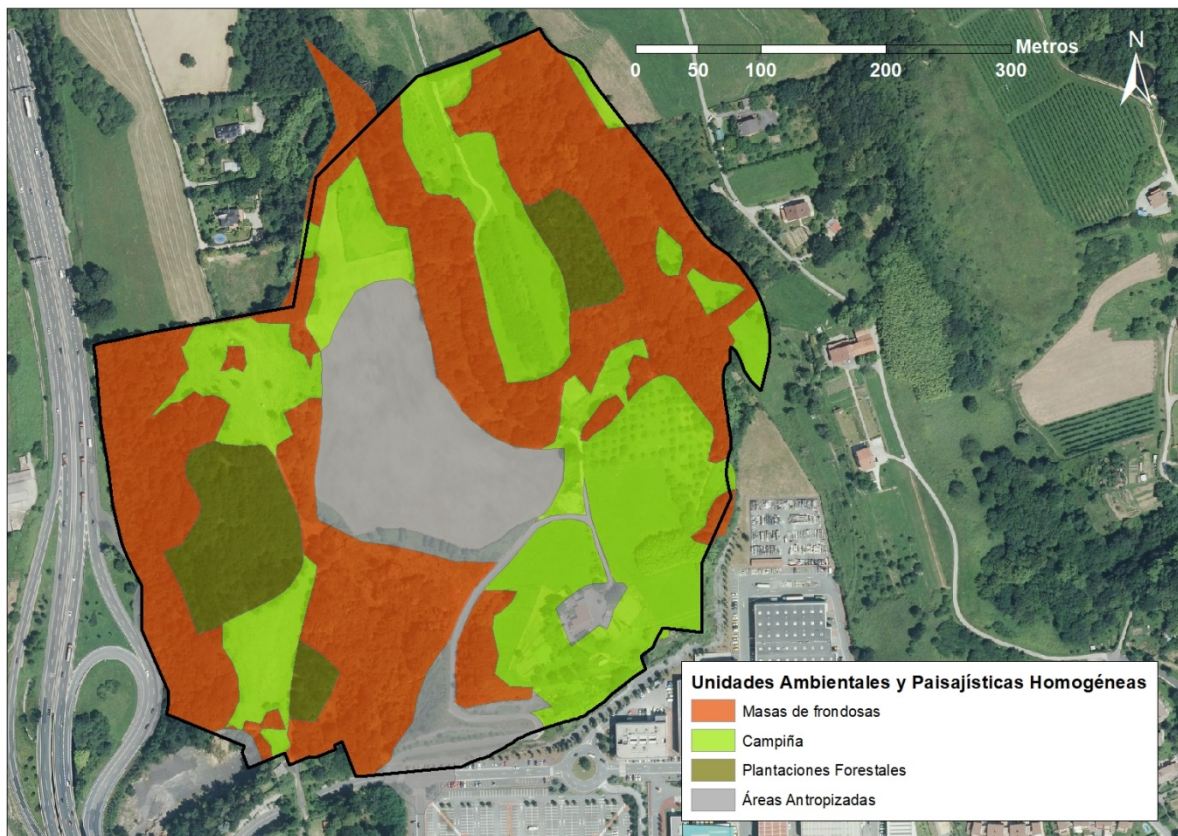 Metros
N
0 50 100 200 300
Unidades Ambientales y Paisajísticas Homogéneas
Masas de frondosas
Campiña
Plantaciones Forestales
Áreas Antropizadas